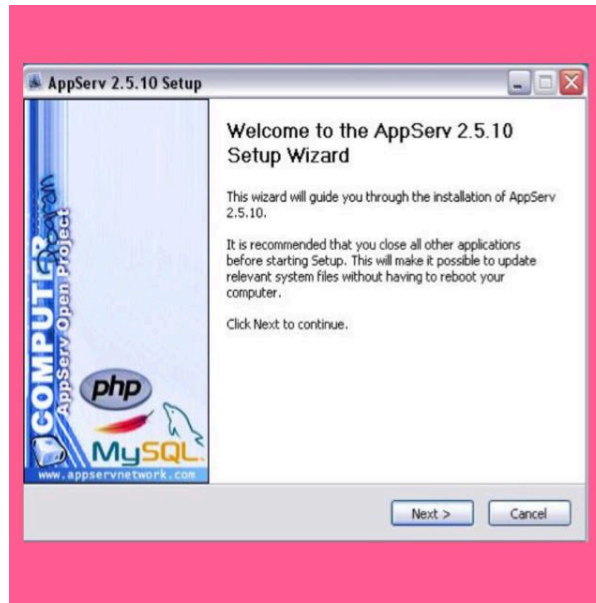 AppServ 2.5.10 Setup
Welcome to the AppServ 2.5.10
Setup Wizard
This wizard will guide you through the installation of AppServ
2.5.10.
It is recommended that you close all other applications
before starting Setup. This will make it possible to update
relevant system files without having to reboot your
computer.
Click Next to continue.
COMPUTER
Program
AppServ Open Project
php
MySQL
www.appservnetwork.com
Next >
Cancel